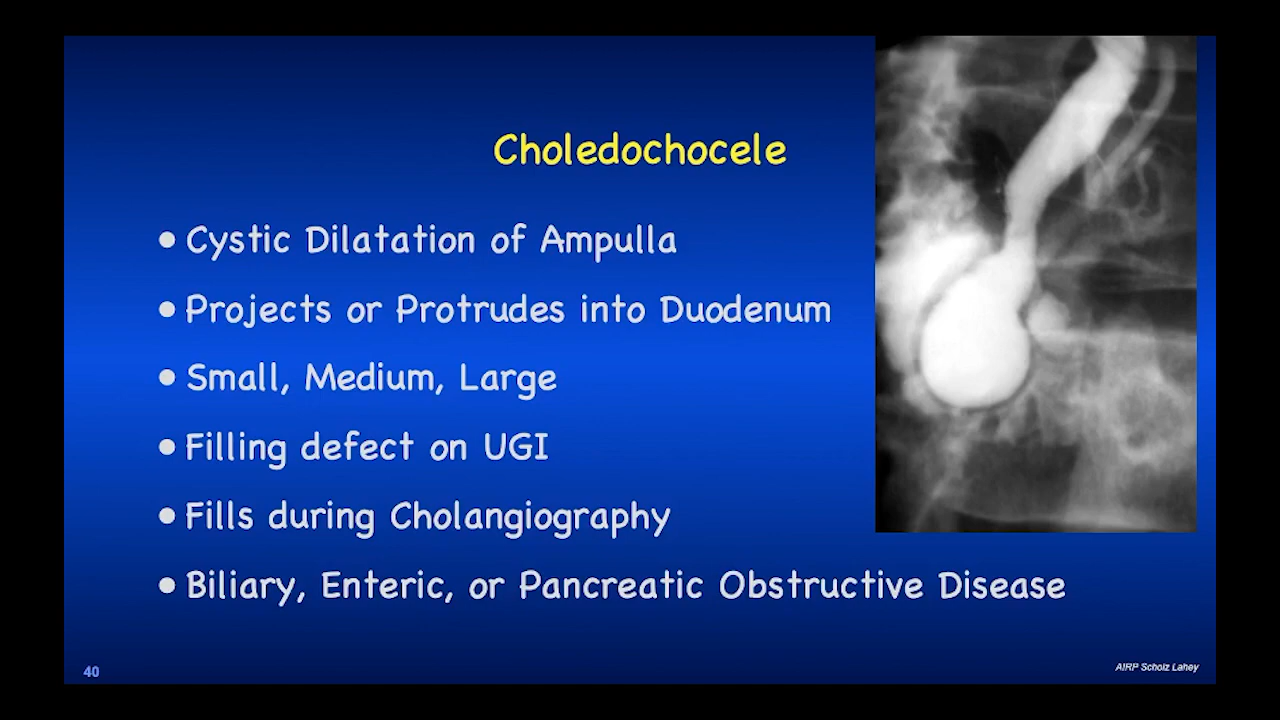 Choledochocele
• Cystic Dilatation of Ampulla
• Projects or Protrudes into Duodenum
• Small, Medium, Large
• Filling defect on UGI
• Fills during Cholangiography
• Biliary, Enteric, or Pancreatic Obstructive Disease
40
AIRP Scholz Lahey